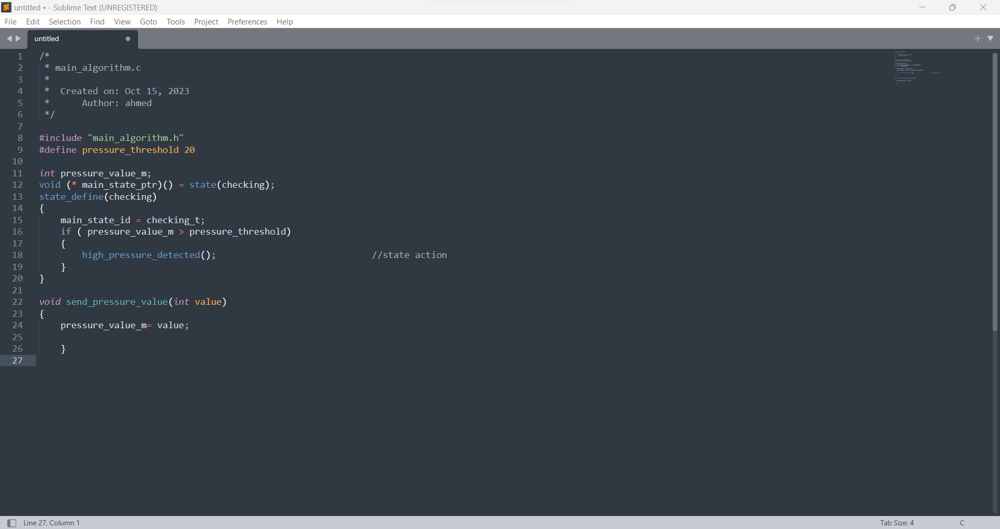 untitled • - Sublime Text (UNREGISTERED)
File Edit Selection Find View Goto Tools Project Preferences Help
untitled
1 /*
2  * main_algorithm.c
3  *
4  *  Created on: Oct 15, 2023
5  *      Author: ahmed
6  */
7
8 #include "main_algorithm.h"
9 #define pressure_threshold 20
10
11 int pressure_value_m;
12 void (* main_state_ptr)() = state(checking);
13 state_define(checking)
14 {
15     main_state_id = checking_t;
16     if ( pressure_value_m > pressure_threshold)
17     {
18         high_pressure_detected();                             //state action
19     }
20 }
21
22 void send_pressure_value(int value)
23 {
24     pressure_value_m= value;
25
26     }
27
Line 27, Column 1 Tab Size: 4 C